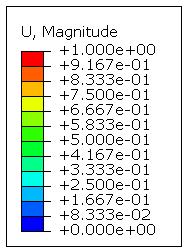 U, Magnitude
+1.000e+00
+9.167e-01
+8.333e-01
+7.500e-01
+6.667e-01
+5.833e-01
+5.000e-01
+4.167e-01
+3.333e-01
+2.500e-01
+1.667e-01
+8.333e-02
+0.000e+00